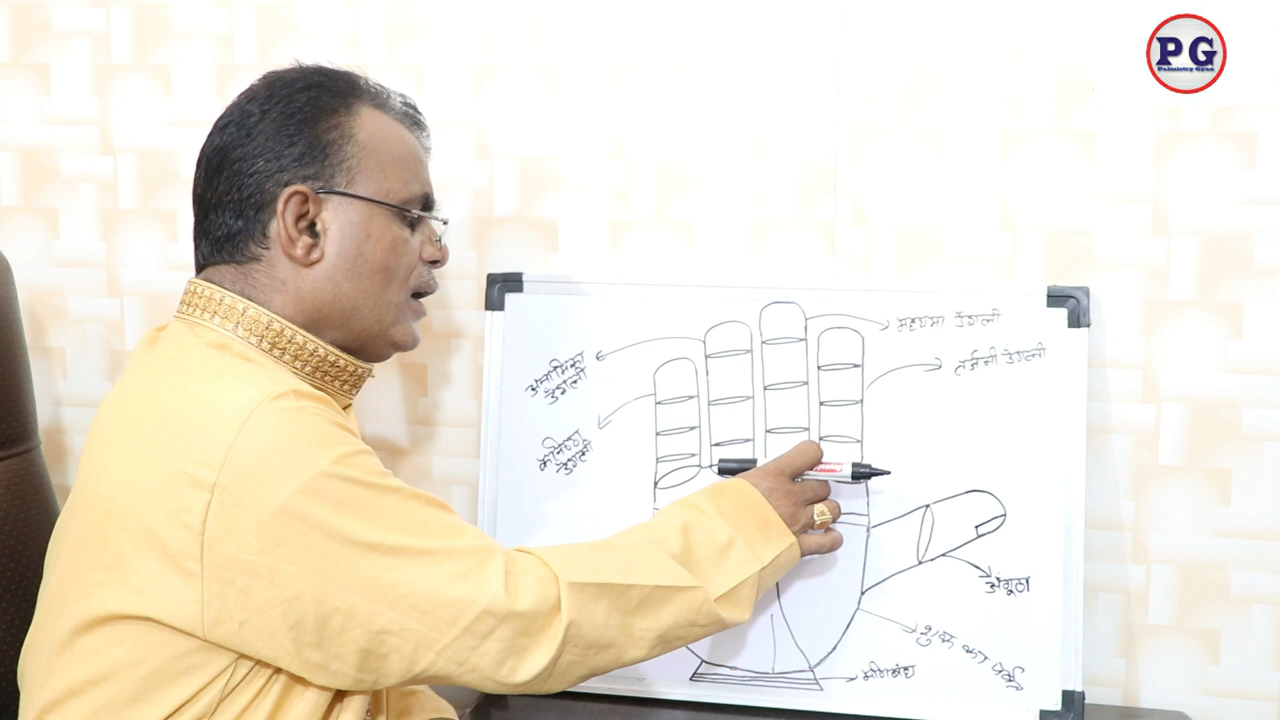 PG
Palmistry Gyan
मध्यमा उँगली
तर्जनी उँगली
अनामिका
उँगली
कनिष्ठा
उँगली
अंगूठा
शुक्र का पर्वत
मणिबंध